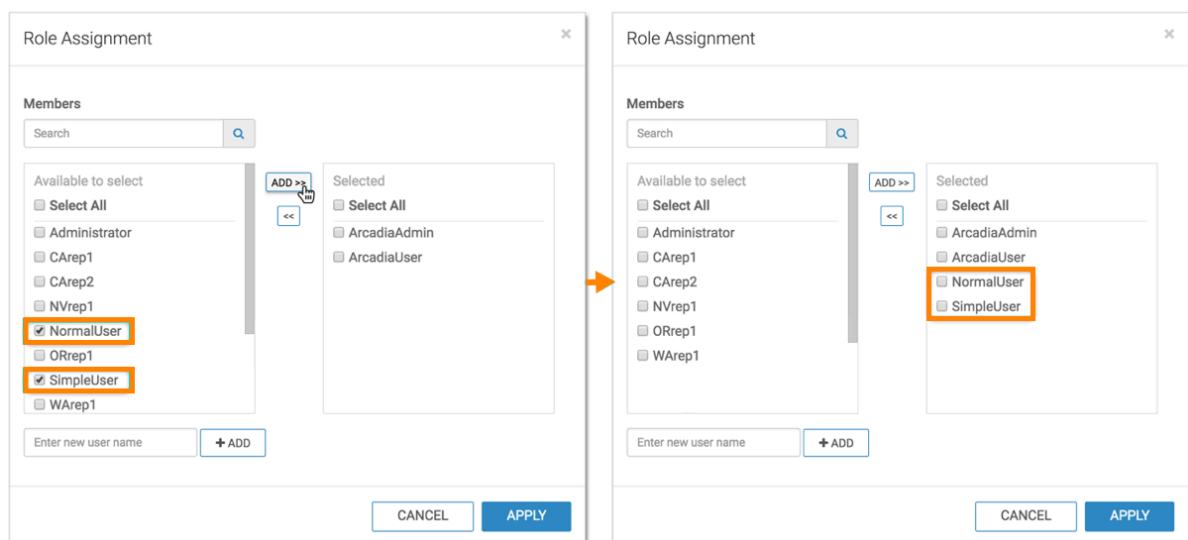 Role Assignment ×
Members
Search
Available to select
Select All
Administrator
CArep1
CArep2
NVrep1
NormalUser
ORrep1
SimpleUser
WArep1
ADD >>
<<
Selected
Select All
ArcadiaAdmin
ArcadiaUser
Enter new user name + ADD
CANCEL APPLY
Role Assignment ×
Members
Search
Available to select
Select All
Administrator
CArep1
CArep2
NVrep1
ORrep1
WArep1
ADD >>
<<
Selected
Select All
ArcadiaAdmin
ArcadiaUser
NormalUser
SimpleUser
Enter new user name + ADD
CANCEL APPLY